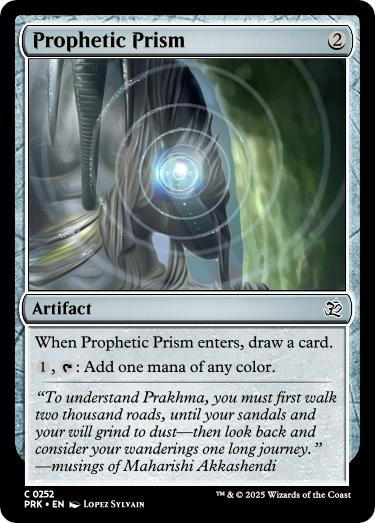 Prophetic Prism 2
Artifact
When Prophetic Prism enters, draw a card.
1, : Add one mana of any color.
“To understand Prakhma, you must first walk
two thousand roads, until your sandals and
your will grind to dust—then look back and
consider your wanderings one long journey.”
—musings of Maharishi Akkashendi
C 0252
PRK • EN Lopez Sylvain
™ & © 2025 Wizards of the Coast